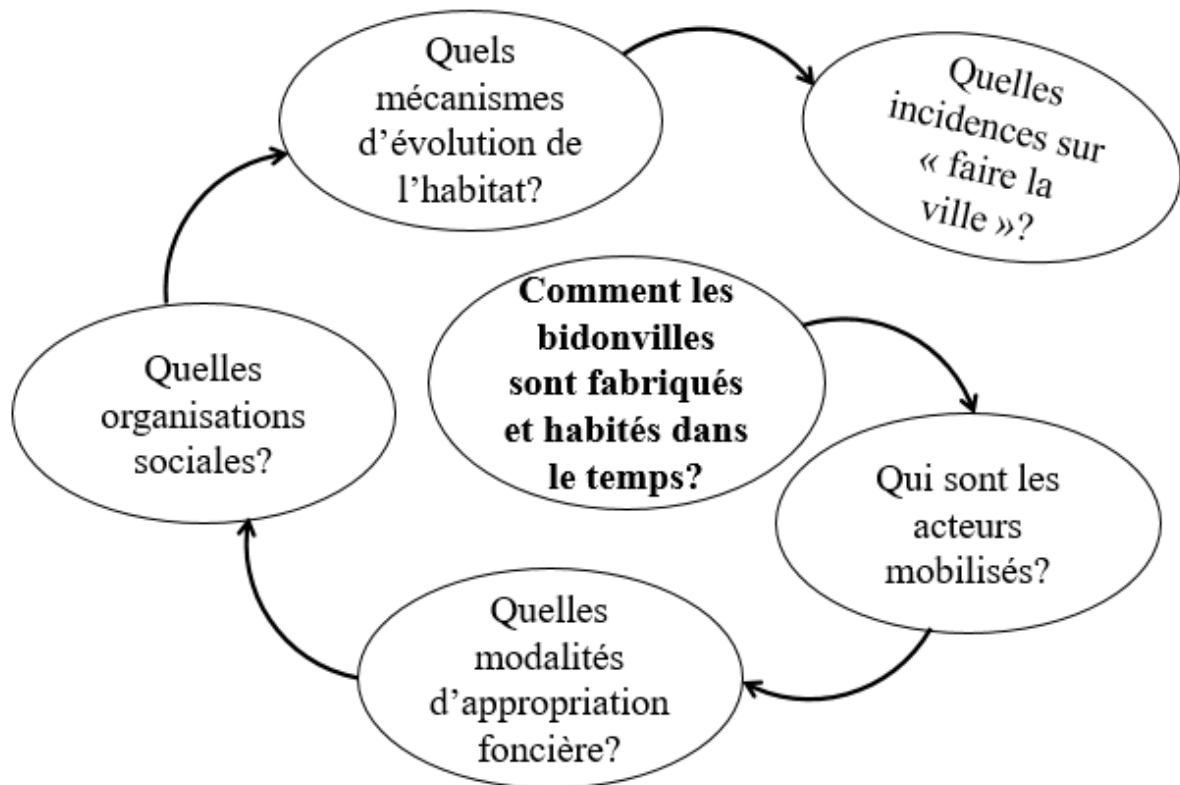 Quels
mécanismes
d'évolution de
l'habitat?
Quelles
incidences sur
« faire la
ville »?
Comment les
bidonvilles
sont fabriqués
et habités dans
le temps?
Quelles
organisations
sociales?
Qui sont les
acteurs
mobilisés?
Quelles
modalités
d'appropriation
foncière?